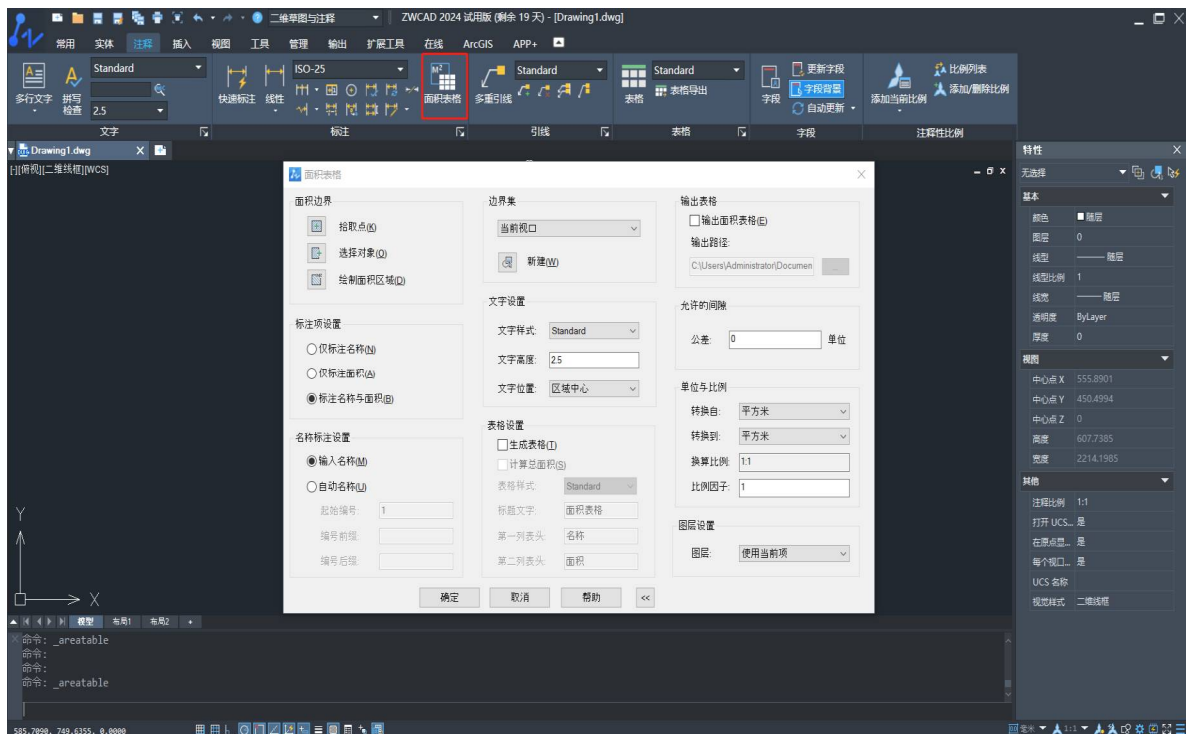 二维草图与注释
ZWCAD 2024 试用版 (剩余 19 天) - [Drawing1.dwg]
常用 实体 注释 插入 视图 工具 管理 输出 扩展工具 在线 ArcGIS APP+
Standard ISO-25 Standard Standard 更新字段 比例列表
多行文字 拼写检查 2.5 快速标注 线性 面积表格 多重引线 表格 表格导出 字段 字段背景 自动更新 添加当前比例 添加/删除比例
文字 标注 引线 表格 字段 注释性比例
Drawing1.dwg
[-][俯视][二维线框][WCS]
面积表格
面积边界
拾取点(K)
选择对象(O)
绘制面积区域(D)
标注项设置
仅标注名称(N)
仅标注面积(A)
标注名称与面积(B)
名称标注设置
输入名称(M)
自动名称(U)
起始编号: 1
编号前缀:
编号后缀:
边界集
当前视口
新建(W)
文字设置
文字样式: Standard
文字高度: 2.5
文字位置: 区域中心
表格设置
生成表格(T)
计算总面积(S)
表格样式: Standard
标题文字: 面积表格
第一列表头: 名称
第二列表头: 面积
输出表格
输出面积表格(E)
输出路径:
C:\Users\Administrator\Documen ...
允许的间隙
公差: 0 单位
单位与比例
转换自: 平方米
转换到: 平方米
换算比例: 1:1
比例因子: 1
图层设置
图层: 使用当前项
确定 取消 帮助 <<
特性
无选择
基本
颜色 随层
图层 0
线型 随层
线型比例 1
线宽 随层
透明度 ByLayer
厚度 0
视图
中心点 X 555.8901
中心点 Y 450.4994
中心点 Z 0
高度 607.7385
宽度 2214.1985
其他
注释比例 1:1
打开 UCS... 是
在原点显... 是
每个视口... 是
UCS 名称
视觉样式 二维线框
Y
X
模型 布局1 布局2 +
命令: _areatable
命令:
命令:
命令: _areatable
585.7090, 749.6355, 0.0000 毫米 1:1